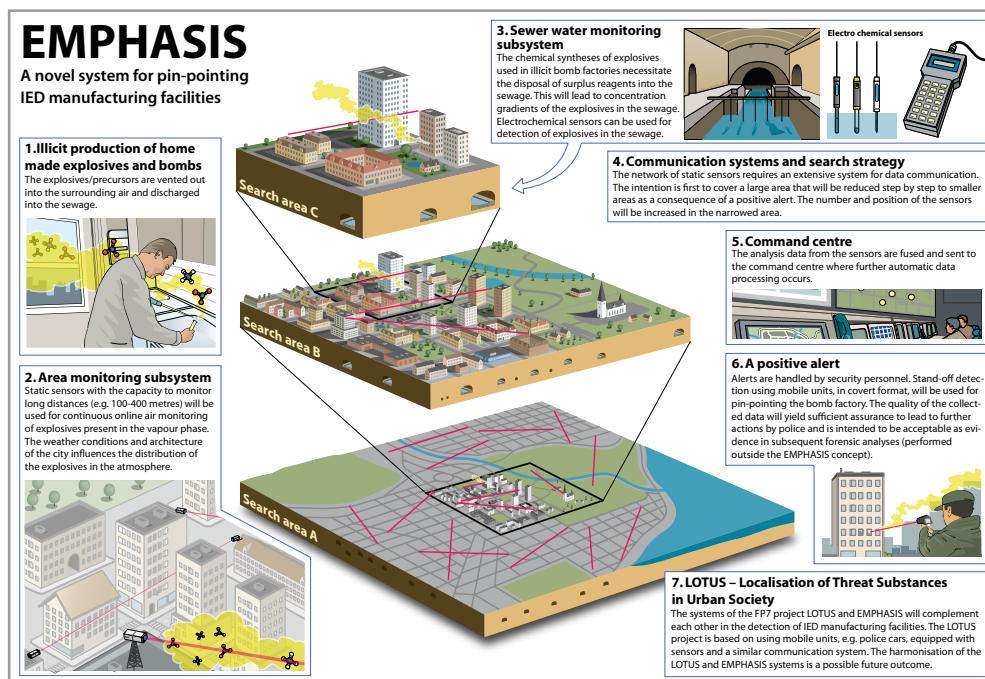 EMPHASIS
A novel system for pin-pointing
IED manufacturing facilities
1. Illicit production of home
made explosives and bombs
The explosives/precursors are vented out
into the surrounding air and discharged
into the sewage.
2. Area monitoring subsystem
Static sensors with the capacity to monitor
long distances (e.g. 100-400 metres) will be
used for continuous online air monitoring
of explosives present in the vapour phase.
The weather conditions and architecture
of the city influences the distribution of
the explosives in the atmosphere.
Search area C
Search area B
Search area A
3. Sewer water monitoring
subsystem
The chemical syntheses of explosives
used in illicit bomb factories necessitate
the disposal of surplus reagents into the
sewage. This will lead to concentration
gradients of the explosives in the sewage.
Electrochemical sensors can be used for
detection of explosives in the sewage.
Electro chemical sensors
4. Communication systems and search strategy
The network of static sensors requires an extensive system for data communication.
The intention is first to cover a large area that will be reduced step by step to smaller
areas as a consequence of a positive alert. The number and position of the sensors
will be increased in the narrowed area.
5. Command centre
The analysis data from the sensors are fused and sent to
the command centre where further automatic data
processing occurs.
6. A positive alert
Alerts are handled by security personnel. Stand-off detec-
tion using mobile units, in covert format, will be used for
pin-pointing the bomb factory. The quality of the collect-
ed data will yield sufficient assurance to lead to further
actions by police and is intended to be acceptable as evi-
dence in subsequent forensic analyses (performed
outside the EMPHASIS concept).
7. LOTUS – Localisation of Threat Substances
in Urban Society
The systems of the FP7 project LOTUS and EMPHASIS will complement
each other in the detection of IED manufacturing facilities. The LOTUS
project is based on using mobile units, e.g. police cars, equipped with
sensors and a similar communication system. The harmonisation of the
LOTUS and EMPHASIS systems is a possible future outcome.